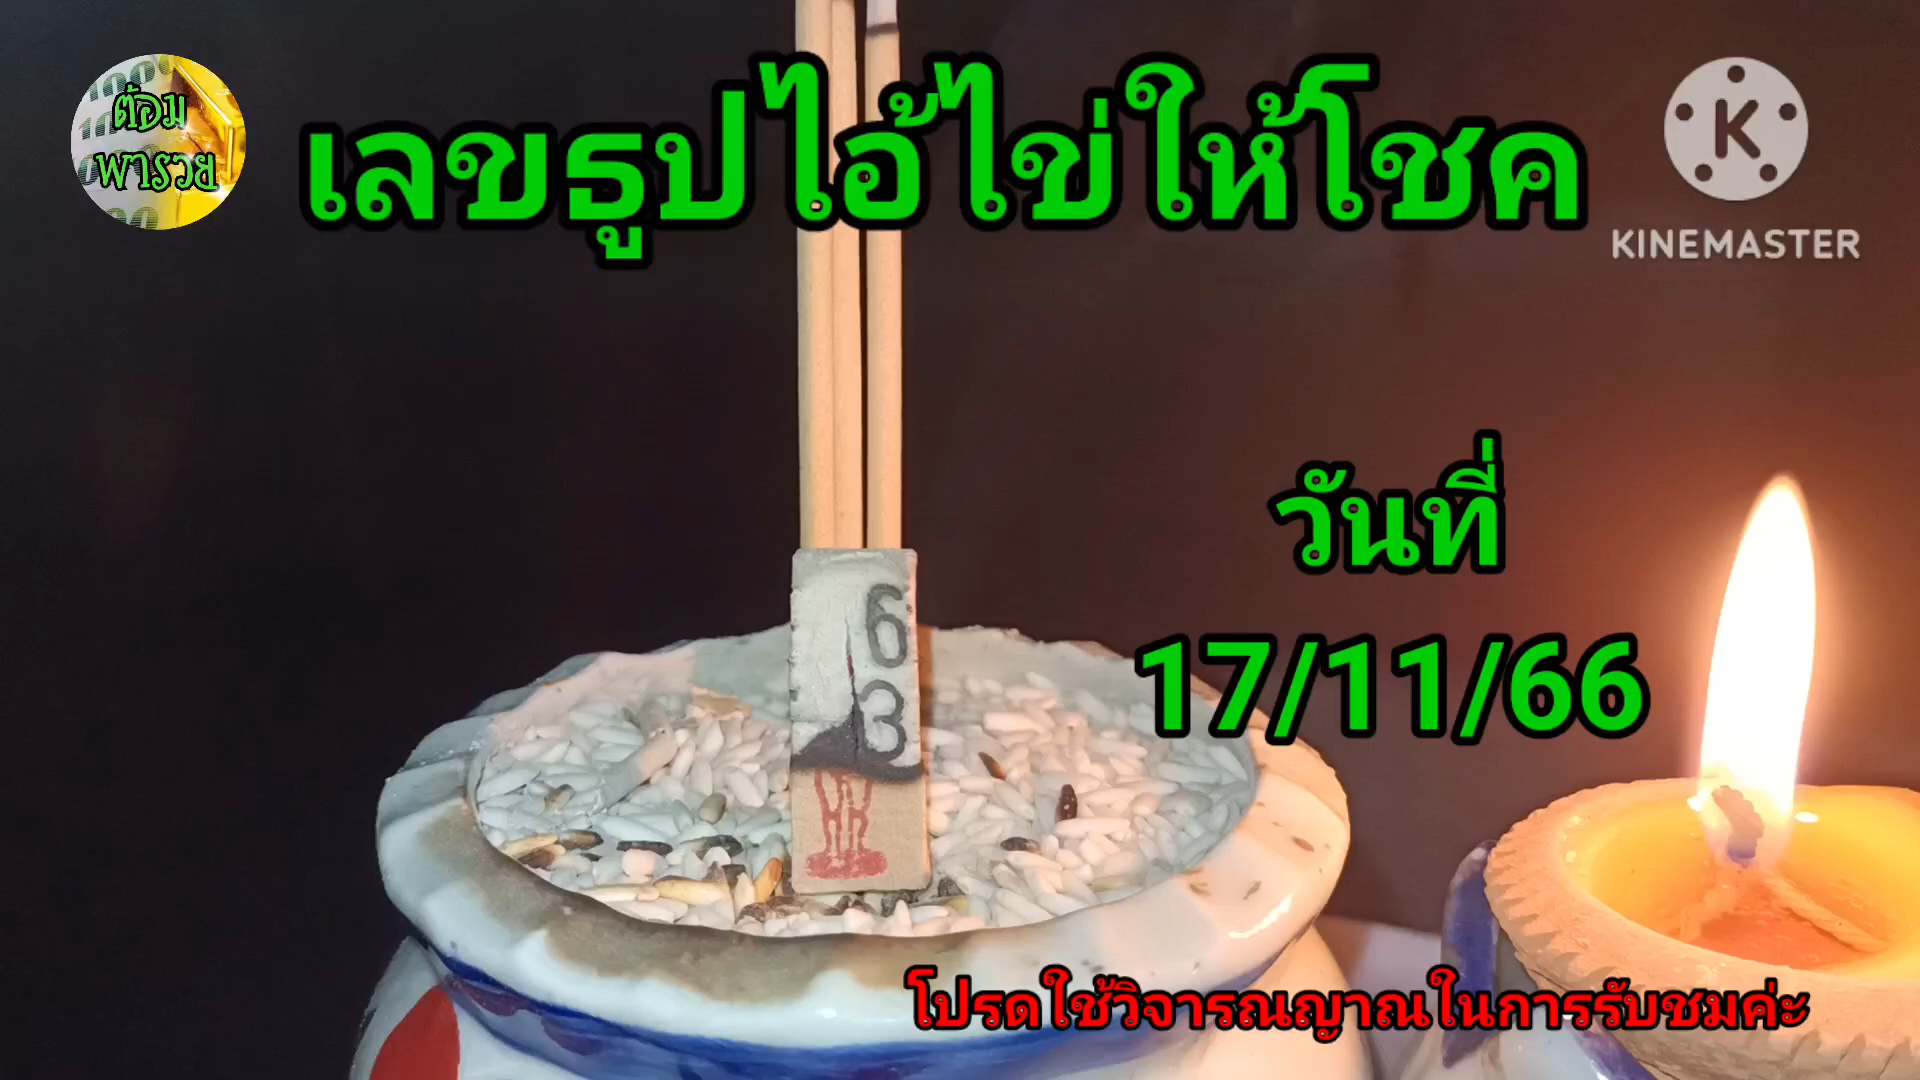 ต้อม
พารวย
เลขธูปไอ้ไข่ให้โชค
K
KINEMASTER
วันที่
17/11/66
6
3
โปรดใช้วิจารณญาณในการรับชมค่ะ